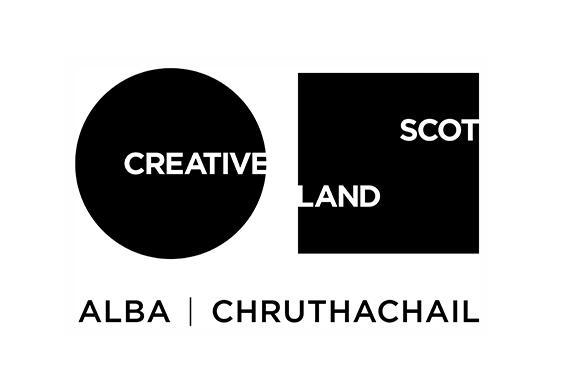 CREATIVE
SCOT
LAND
ALBA | CHRUTHACHAIL